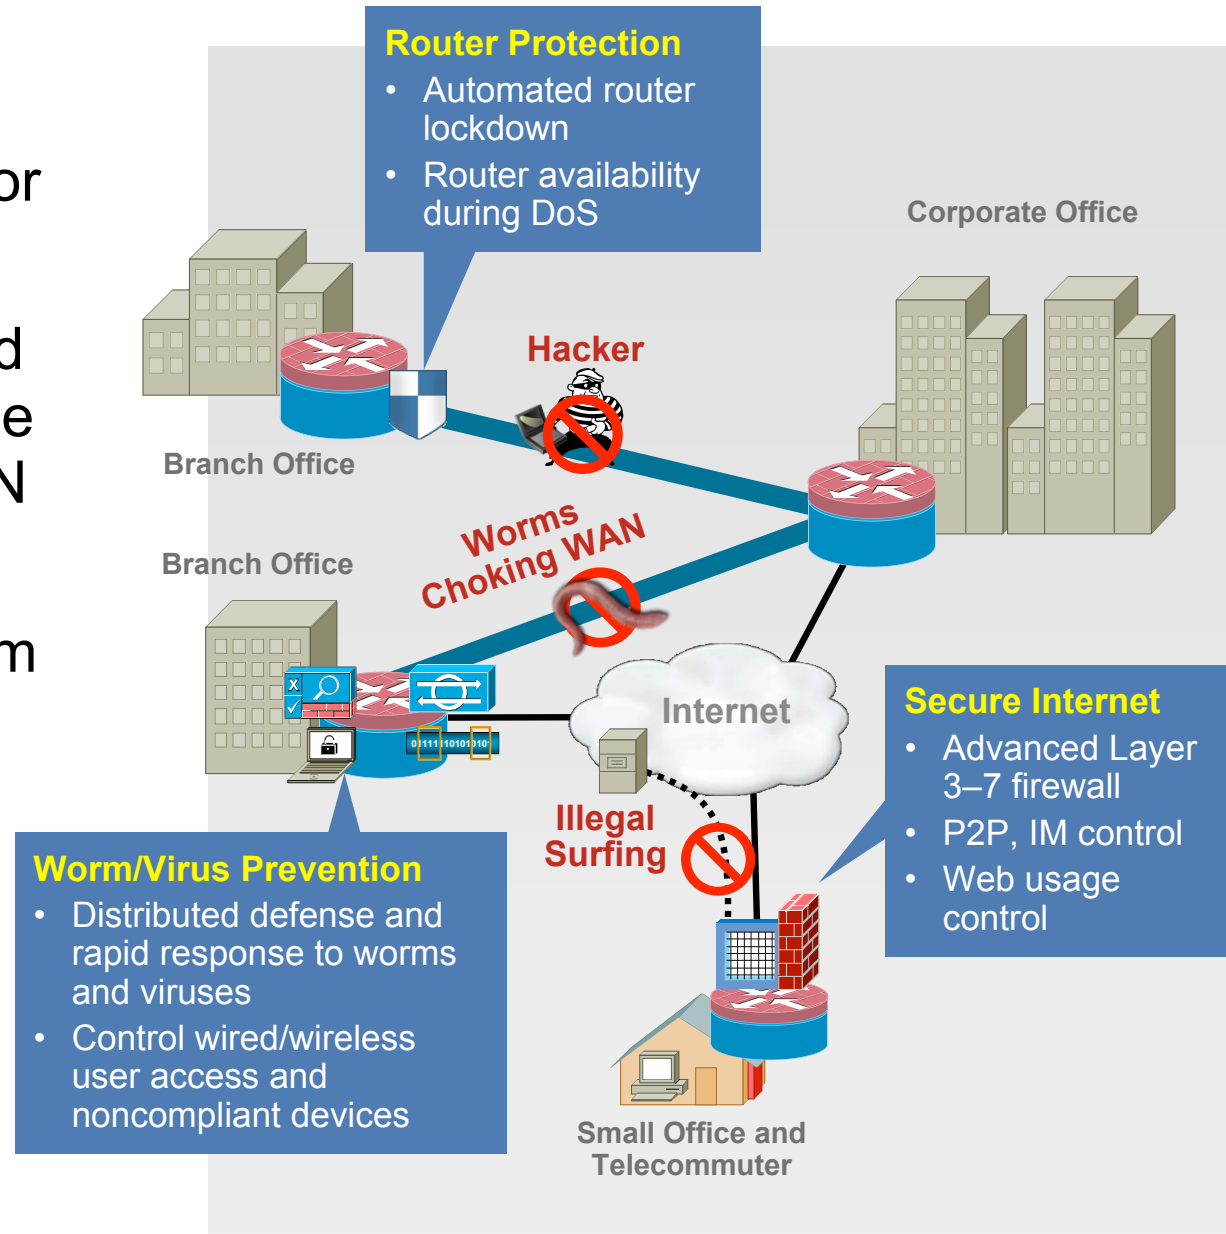 Router Protection
• Automated router
lockdown
• Router availability
during DoS
or
d
e
N
m
Corporate Office
Hacker
Branch Office
Worms
Choking WAN
Branch Office
X
✓
Internet
Illegal
Surfing
Secure Internet
• Advanced Layer
3–7 firewall
• P2P, IM control
• Web usage
control
Worm/Virus Prevention
• Distributed defense and
rapid response to worms
and viruses
• Control wired/wireless
user access and
noncompliant devices
Small Office and
Telecommuter